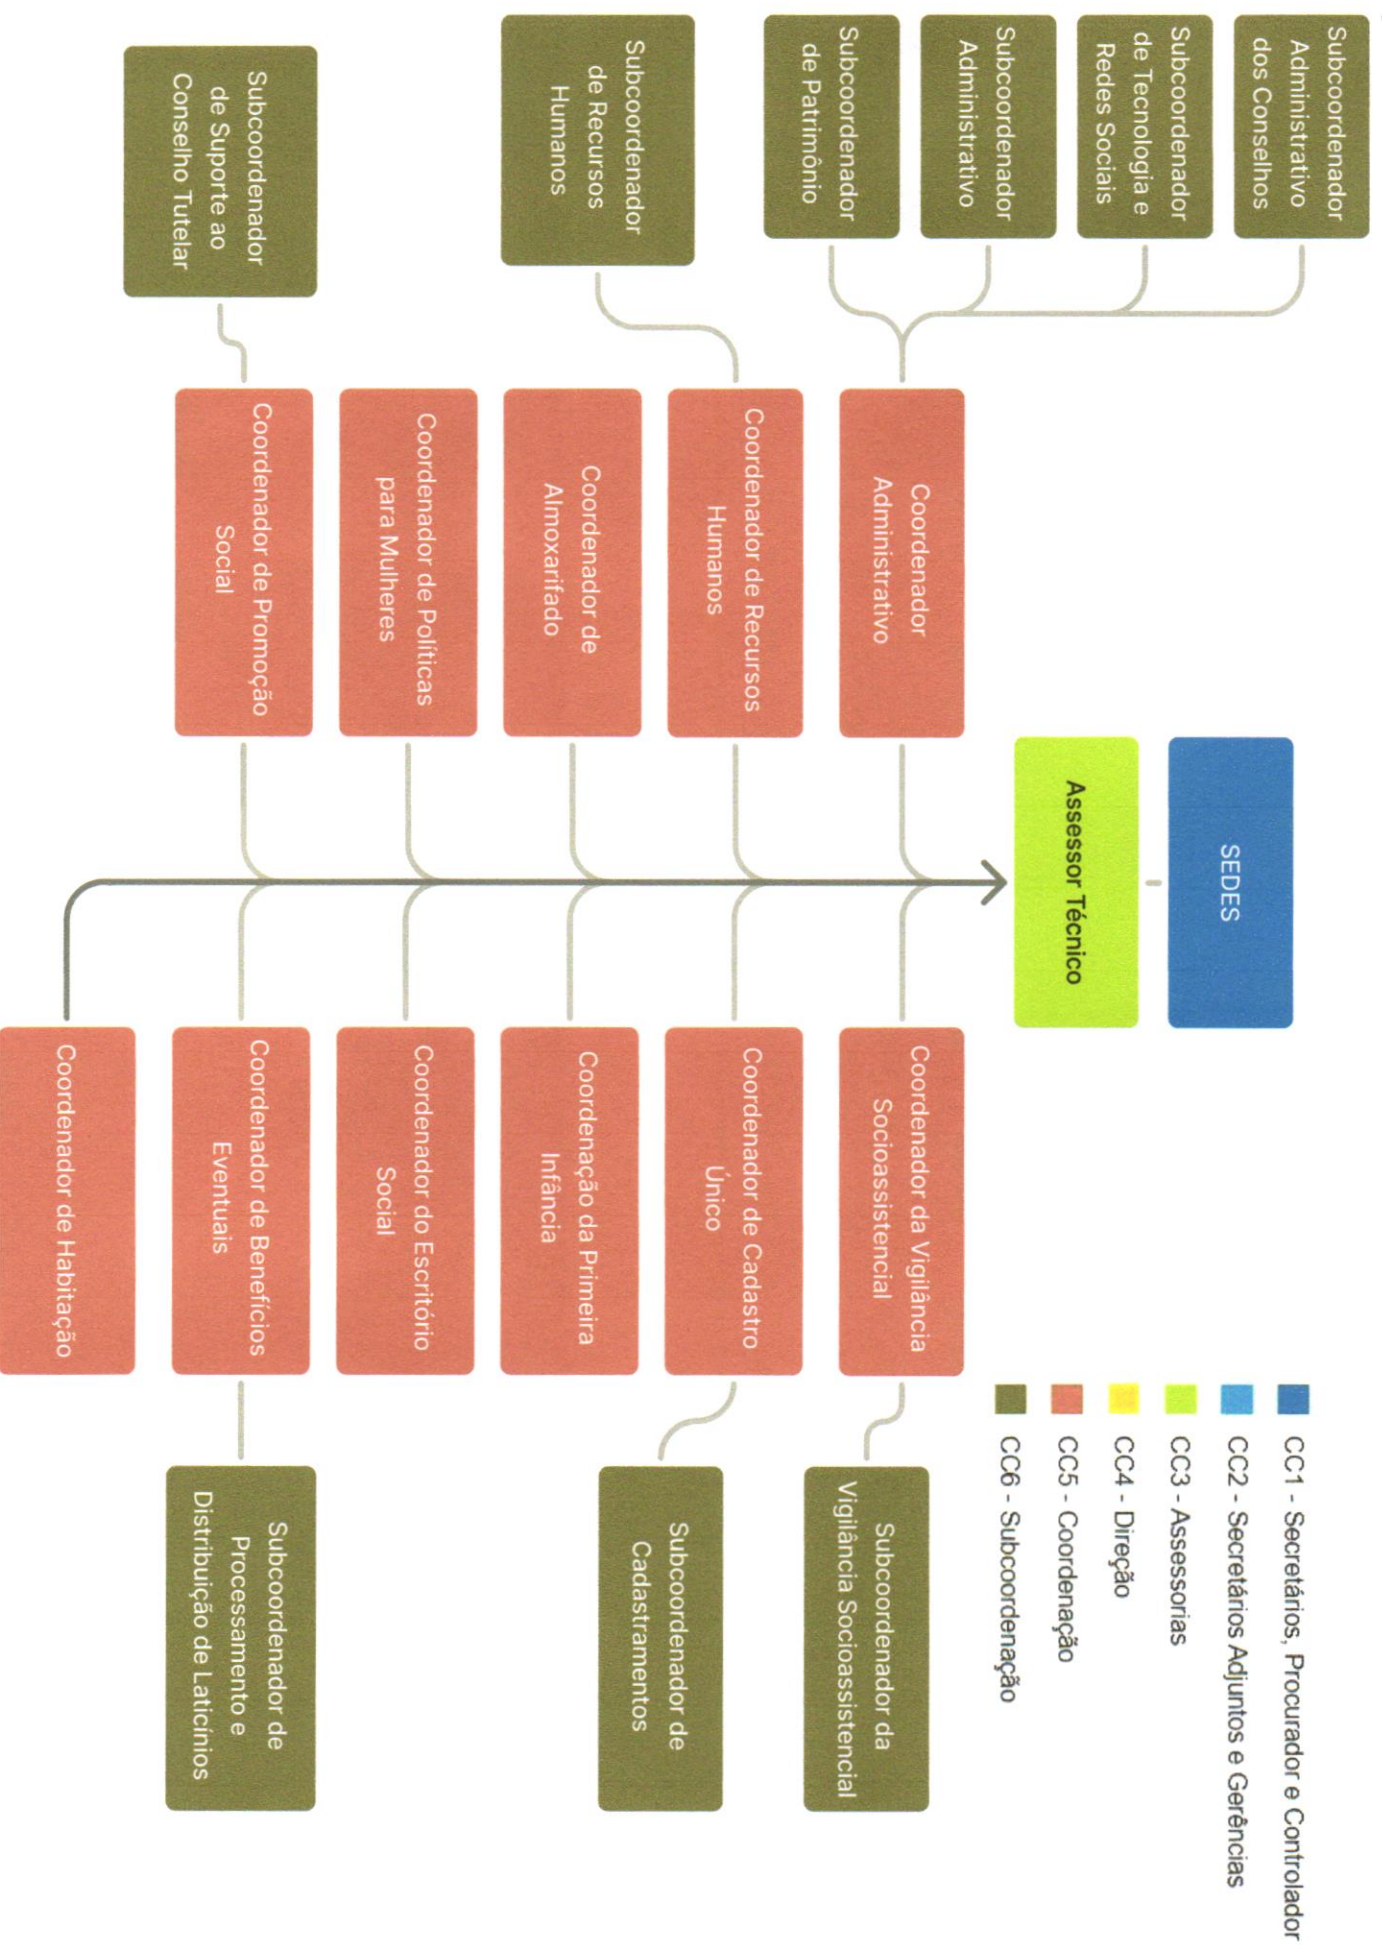 SEDES
Assessor Técnico
CC1 - Secretários, Procurador e Controlador
CC2 - Secretários Adjuntos e Gerências
CC3 - Assessorias
CC4 - Direção
CC5 - Coordenação
CC6 - Subcoordenação
Subcoordenador
Administrativo
dos Conselhos
Subcoordenador
de Tecnologia e
Redes Sociais
Subcoordenador
Administrativo
Subcoordenador
de Patrimônio
Coordenador
Administrativo
Coordenador da Vigilância
Socioassistencial
Subcoordenador da
Vigilância Socioassistencial
Subcoordenador
de Recursos
Humanos
Coordenador de Recursos
Humanos
Coordenador de Cadastro
Único
Subcoordenador de
Cadastramentos
Coordenador de
Almoxarifado
Coordenação da Primeira
Infância
Coordenador de Políticas
para Mulheres
Coordenador do Escritório
Social
Subcoordenador
de Suporte ao
Conselho Tutelar
Coordenador de Promoção
Social
Coordenador de Benefícios
Eventuais
Subcoordenador de
Processamento e
Distribuição de Laticínios
Coordenador de Habitação